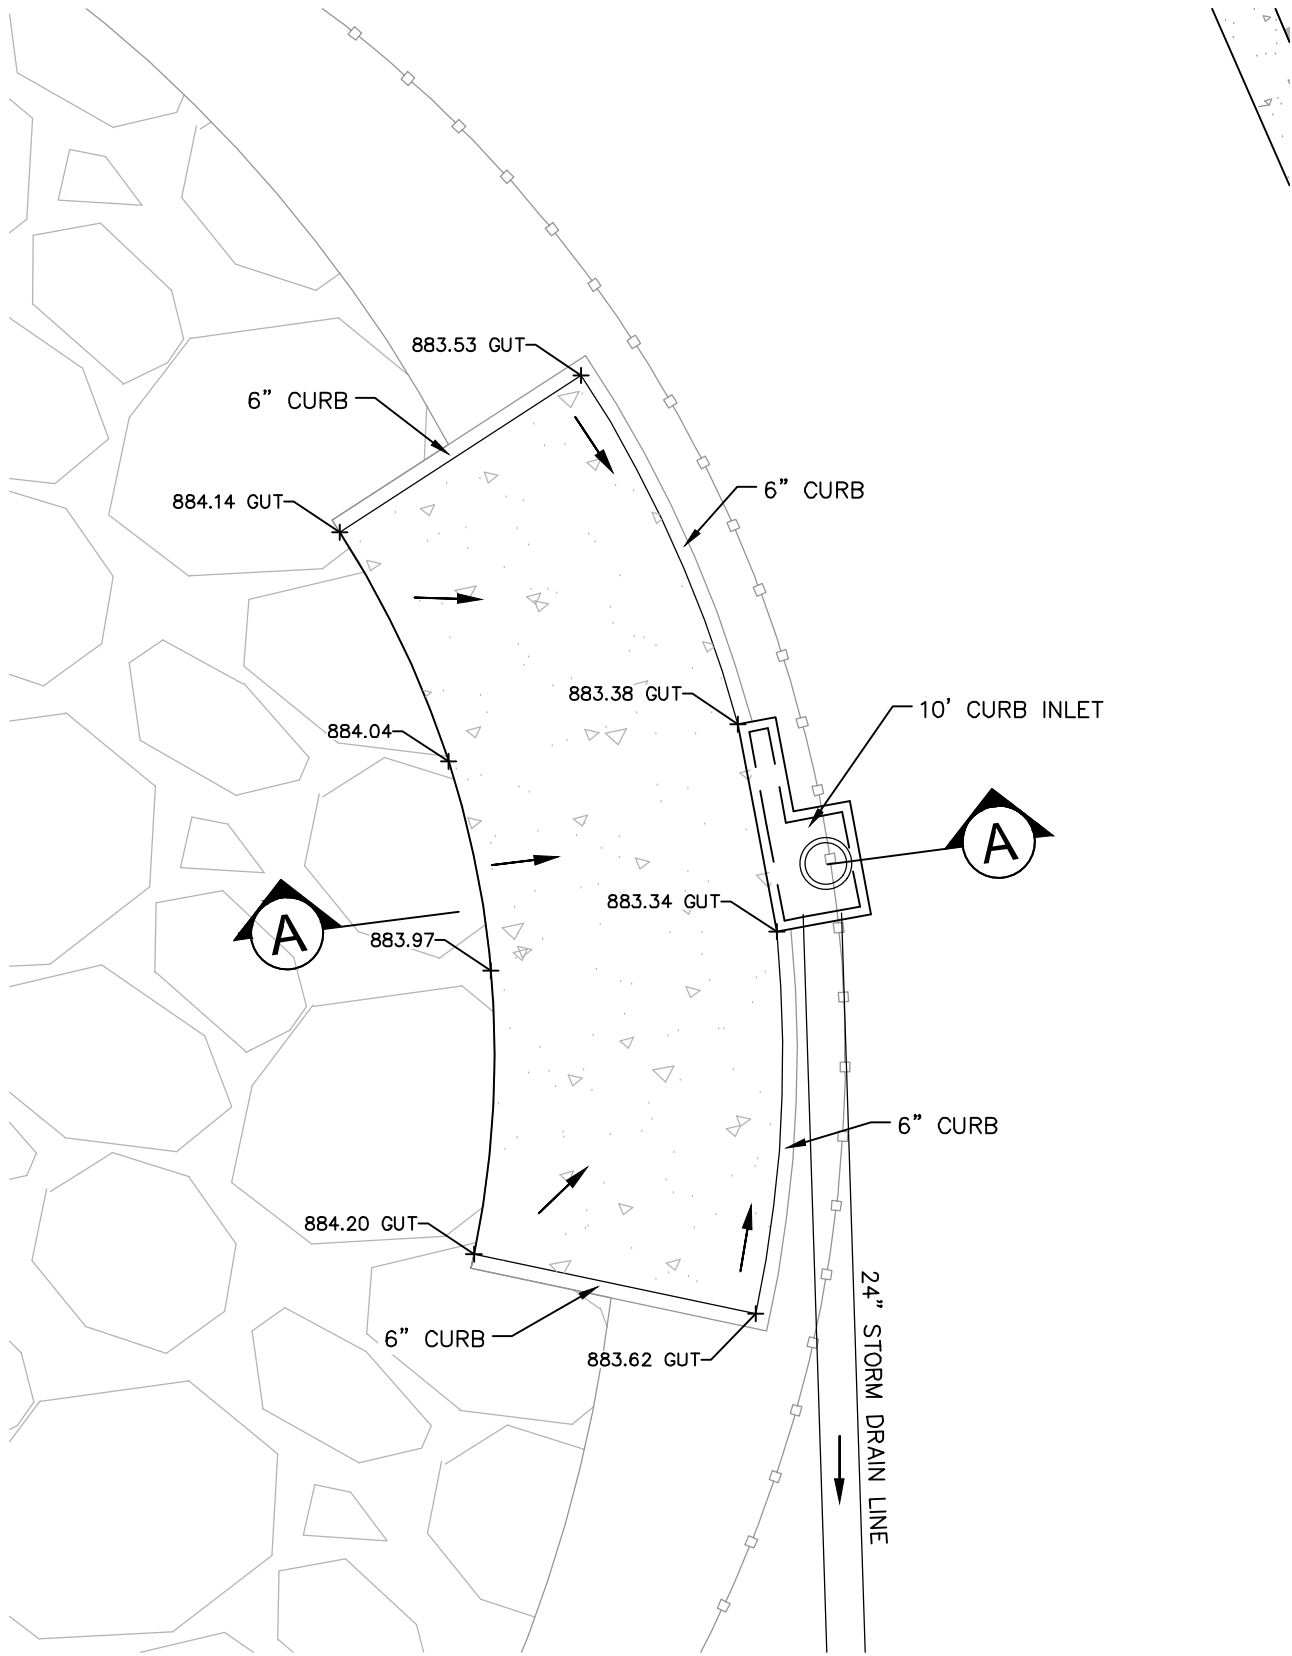 883.53 GUT
6” CURB
884.14 GUT
6” CURB
883.38 GUT
10’ CURB INLET
884.04
A
883.34 GUT
A
883.97
6” CURB
884.20 GUT
24” STORM DRAIN LINE
6” CURB
883.62 GUT